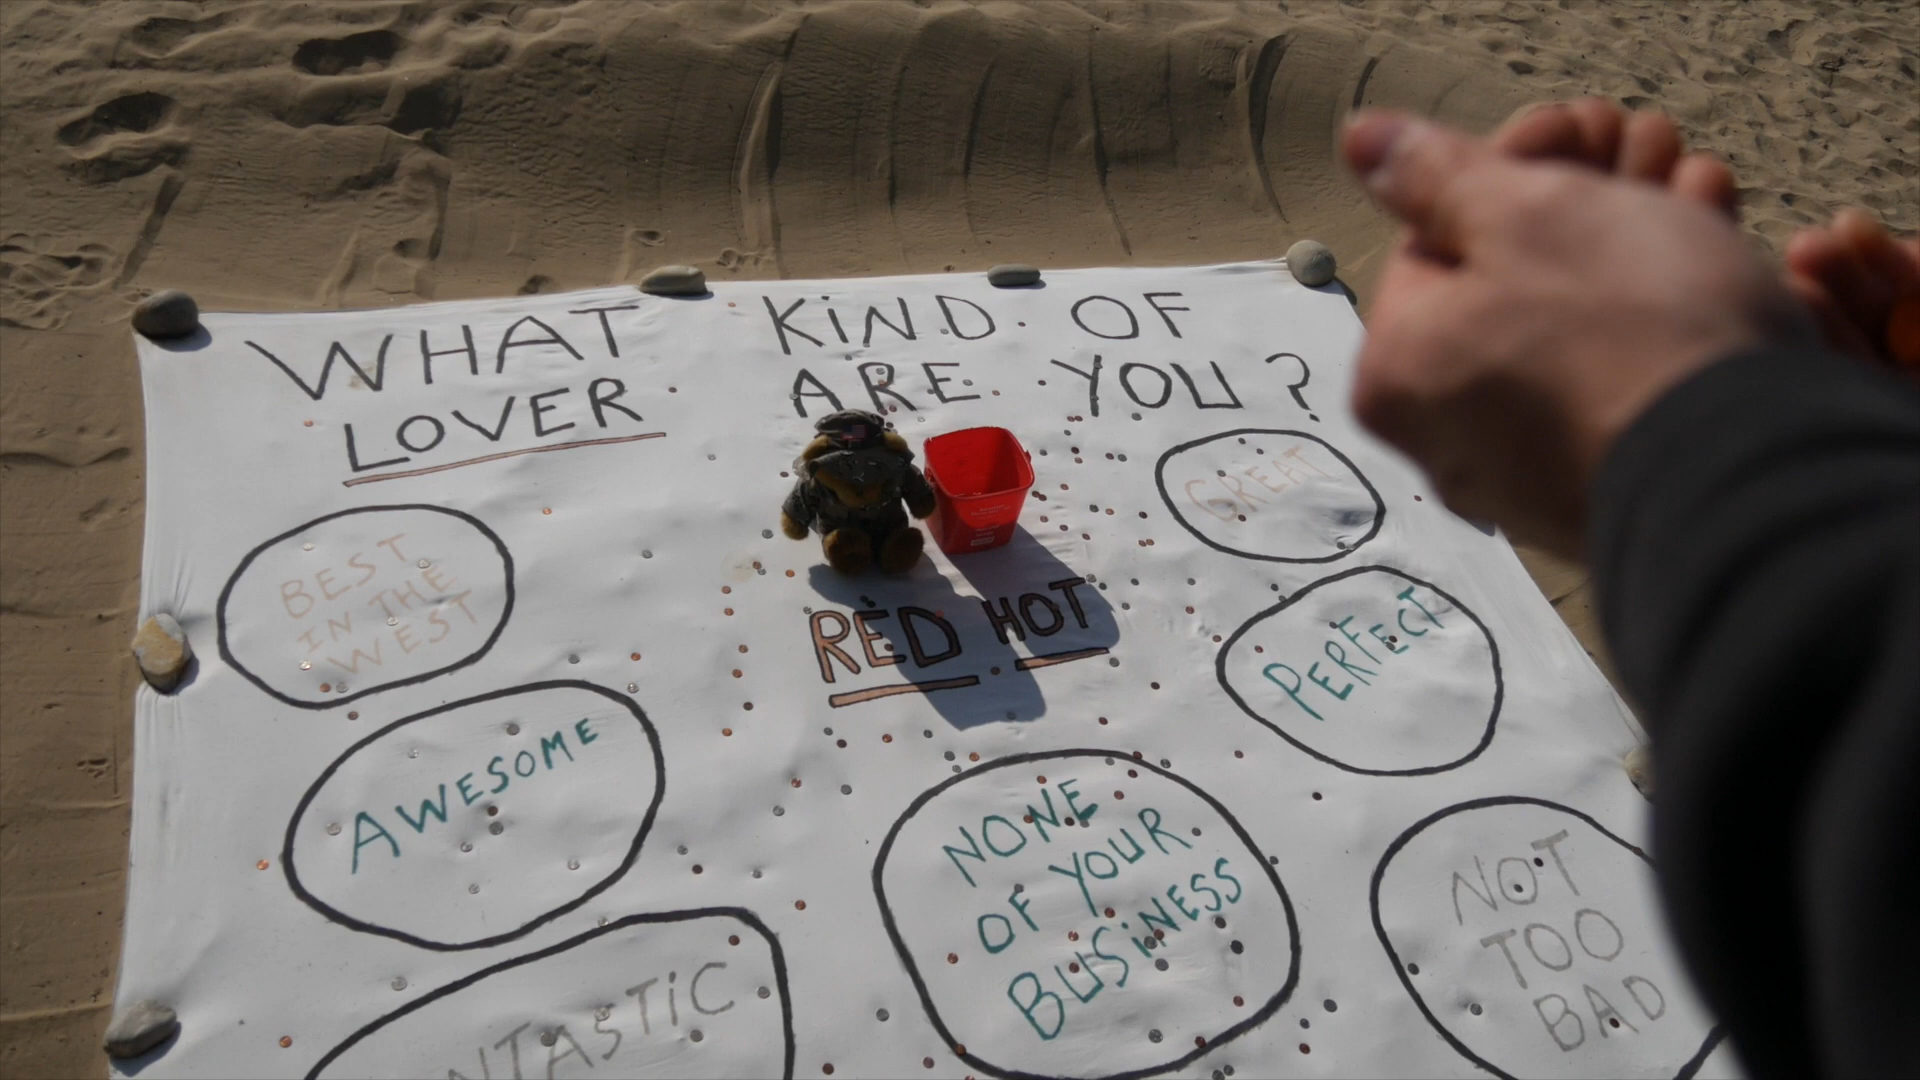 WHAT KiND OF
LOVER ARE YOU?
GREAT
BEST
IN THE
WEST
RED HOT
PERFECT
AWESOME
NONE
OF YOUR
BUSiNESS
NOT
TOO
BAD
NTASTiC